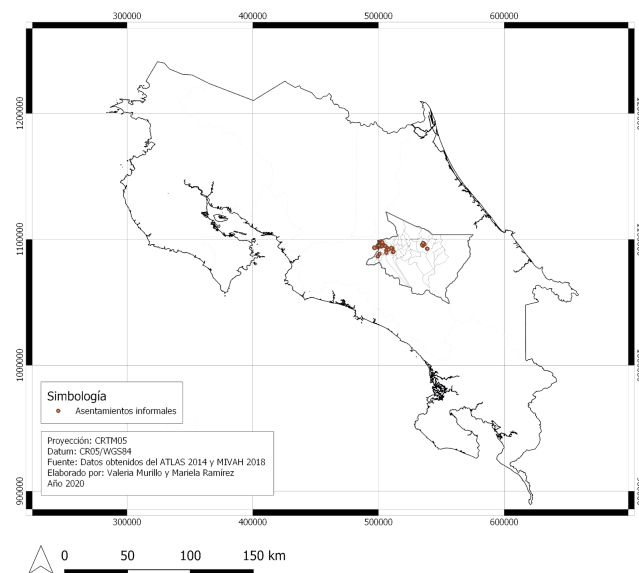 300000 400000 500000 600000
1200000
1100000
1000000
900000
Simbología
Asentamientos informales
Proyección: CRTM05
Datum: CR05/WGS84
Fuente: Datos obtenidos del ATLAS 2014 y MIVAH 2018
Elaborado por: Valeria Murillo y Mariela Ramírez
Año 2020
300000 400000 500000 600000
0 50 100 150 km